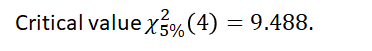 Critical value χ²₅%(4) = 9.488.